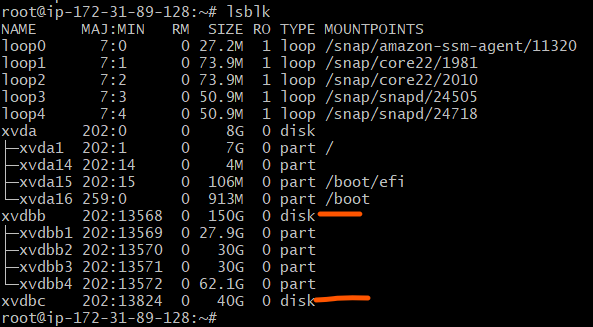 root@ip-172-31-89-128:~# lsblk
NAME MAJ:MIN RM SIZE RO TYPE MOUNTPOINTS
loop0 7:0 0 27.2M 1 loop /snap/amazon-ssm-agent/11320
loop1 7:1 0 73.9M 1 loop /snap/core22/1981
loop2 7:2 0 73.9M 1 loop /snap/core22/2010
loop3 7:3 0 50.9M 1 loop /snap/snapd/24505
loop4 7:4 0 50.9M 1 loop /snap/snapd/24718
xvda 202:0 0 8G 0 disk
├─xvda1 202:1 0 7G 0 part /
├─xvda14 202:14 0 4M 0 part
├─xvda15 202:15 0 106M 0 part /boot/efi
└─xvda16 259:0 0 913M 0 part /boot
xvdbb 202:13568 0 150G 0 disk
├─xvdbb1 202:13569 0 27.9G 0 part
├─xvdbb2 202:13570 0 30G 0 part
├─xvdbb3 202:13571 0 30G 0 part
└─xvdbb4 202:13572 0 62.1G 0 part
xvdbc 202:13824 0 40G 0 disk
root@ip-172-31-89-128:~#